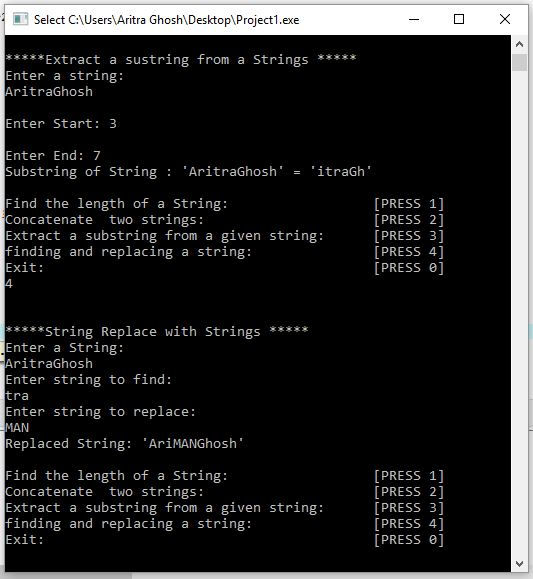 Select C:\Users\Aritra Ghosh\Desktop\Project1.exe
*****Extract a sustring from a Strings *****
Enter a string:
AritraGhosh
Enter Start: 3
Enter End: 7
Substring of String : 'AritraGhosh' = 'itraGh'
Find the length of a String: [PRESS 1]
Concatenate  two strings: [PRESS 2]
Extract a substring from a given string: [PRESS 3]
finding and replacing a string: [PRESS 4]
Exit: [PRESS 0]
4
*****String Replace with Strings *****
Enter a String:
AritraGhosh
Enter string to find:
tra
Enter string to replace:
MAN
Replaced String: 'AriMANGhosh'
Find the length of a String: [PRESS 1]
Concatenate  two strings: [PRESS 2]
Extract a substring from a given string: [PRESS 3]
finding and replacing a string: [PRESS 4]
Exit: [PRESS 0]